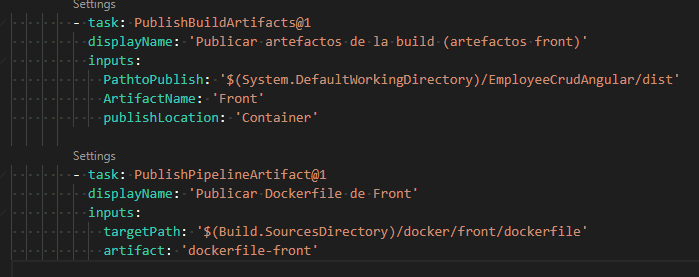 Settings
- task: PublishBuildArtifacts@1
displayName: 'Publicar artefactos de la build (artefactos front)'
inputs:
PathtoPublish: '$(System.DefaultWorkingDirectory)/EmployeeCrudAngular/dist'
ArtifactName: 'Front'
publishLocation: 'Container'
Settings
- task: PublishPipelineArtifact@1
displayName: 'Publicar Dockerfile de Front'
inputs:
targetPath: '$(Build.SourcesDirectory)/docker/front/dockerfile'
artifact: 'dockerfile-front'